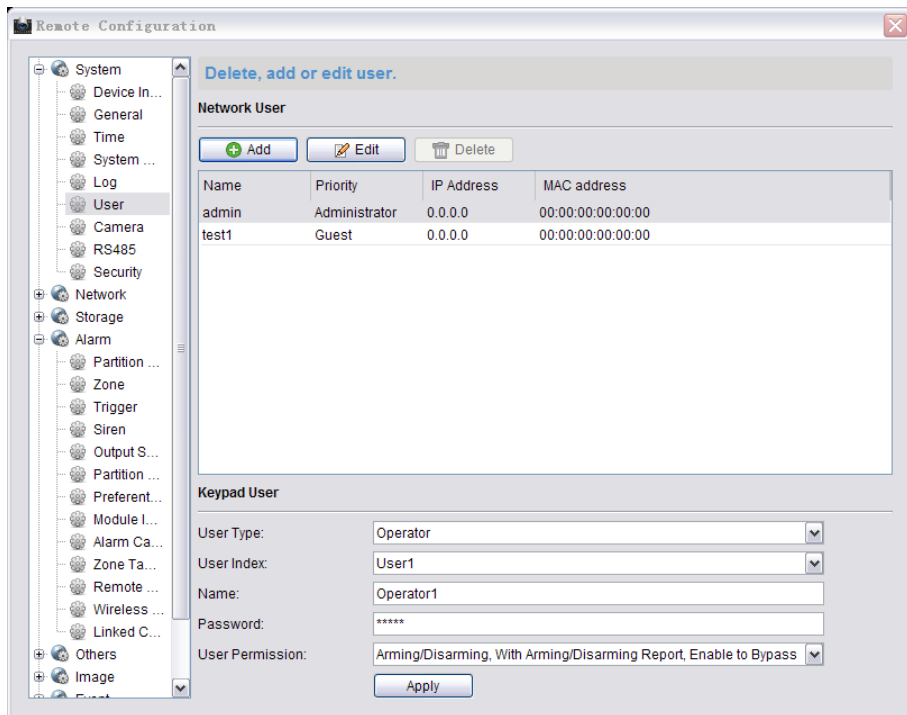 Remote Configuration
System
Device In...
General
Time
System ...
Log
User
Camera
RS485
Security
Network
Storage
Alarm
Partition ...
Zone
Trigger
Siren
Output S...
Partition ...
Preferent...
Module I...
Alarm Ca...
Zone Ta...
Remote ...
Wireless ...
Linked C...
Others
Image
Event
Delete, add or edit user.
Network User
Add Edit Delete
Name Priority IP Address MAC address
admin Administrator 0.0.0.0 00:00:00:00:00:00
test1 Guest 0.0.0.0 00:00:00:00:00:00
Keypad User
User Type: Operator
User Index: User1
Name: Operator1
Password: *****
User Permission: Arming/Disarming, With Arming/Disarming Report, Enable to Bypass
Apply